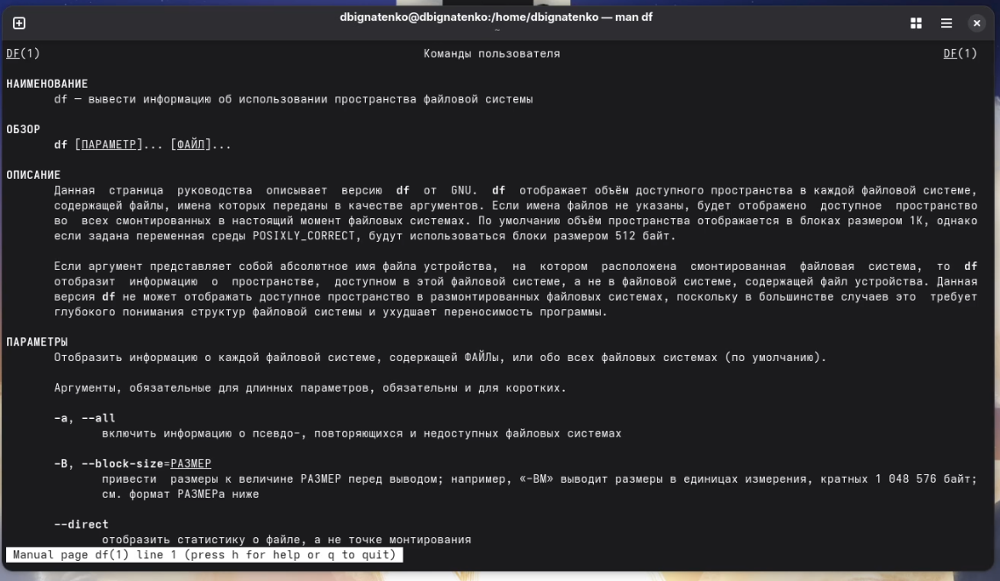 dbignatenko@dbignatenko:/home/dbignatenko — man df
~
DF(1) Команды пользователя DF(1)
НАИМЕНОВАНИЕ
df — вывести информацию об использовании пространства файловой системы
ОБЗОР
df [ПАРАМЕТР]... [ФАЙЛ]...
ОПИСАНИЕ
Данная страница руководства описывает версию df от GNU. df отображает объём доступного пространства в каждой файловой системе,
содержащей файлы, имена которых переданы в качестве аргументов. Если имена файлов не указаны, будет отображено доступное пространство
во всех смонтированных в настоящий момент файловых системах. По умолчанию объём пространства отображается в блоках размером 1K, однако
если задана переменная среды POSIXLY_CORRECT, будут использоваться блоки размером 512 байт.
Если аргумент представляет собой абсолютное имя файла устройства, на котором расположена смонтированная файловая система, то df
отобразит информацию о пространстве, доступном в этой файловой системе, а не в файловой системе, содержащей файл устройства. Данная
версия df не может отображать доступное пространство в размонтированных файловых системах, поскольку в большинстве случаев это требует
глубокого понимания структур файловой системы и ухудшает переносимость программы.
ПАРАМЕТРЫ
Отобразить информацию о каждой файловой системе, содержащей ФАЙЛы, или обо всех файловых системах (по умолчанию).
Аргументы, обязательные для длинных параметров, обязательны и для коротких.
-a, --all
включить информацию о псевдо-, повторяющихся и недоступных файловых системах
-B, --block-size=РАЗМЕР
привести размеры к величине РАЗМЕР перед выводом; например, «-BM» выводит размеры в единицах измерения, кратных 1 048 576 байт;
см. формат РАЗМЕРа ниже
--direct
отобразить статистику о файле, а не точке монтирования
Manual page df(1) line 1 (press h for help or q to quit)